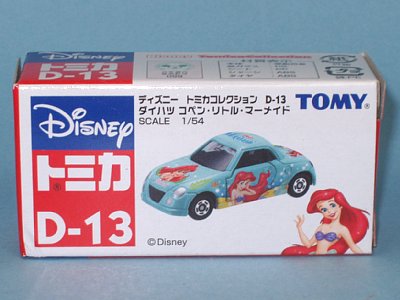 Tomica Collection
Disney
トミカ
D-13
ディズニー トミカコレクション D-13
ダイハツ コペン・リトル・マーメイド
SCALE 1/54
TOMY
©Disney